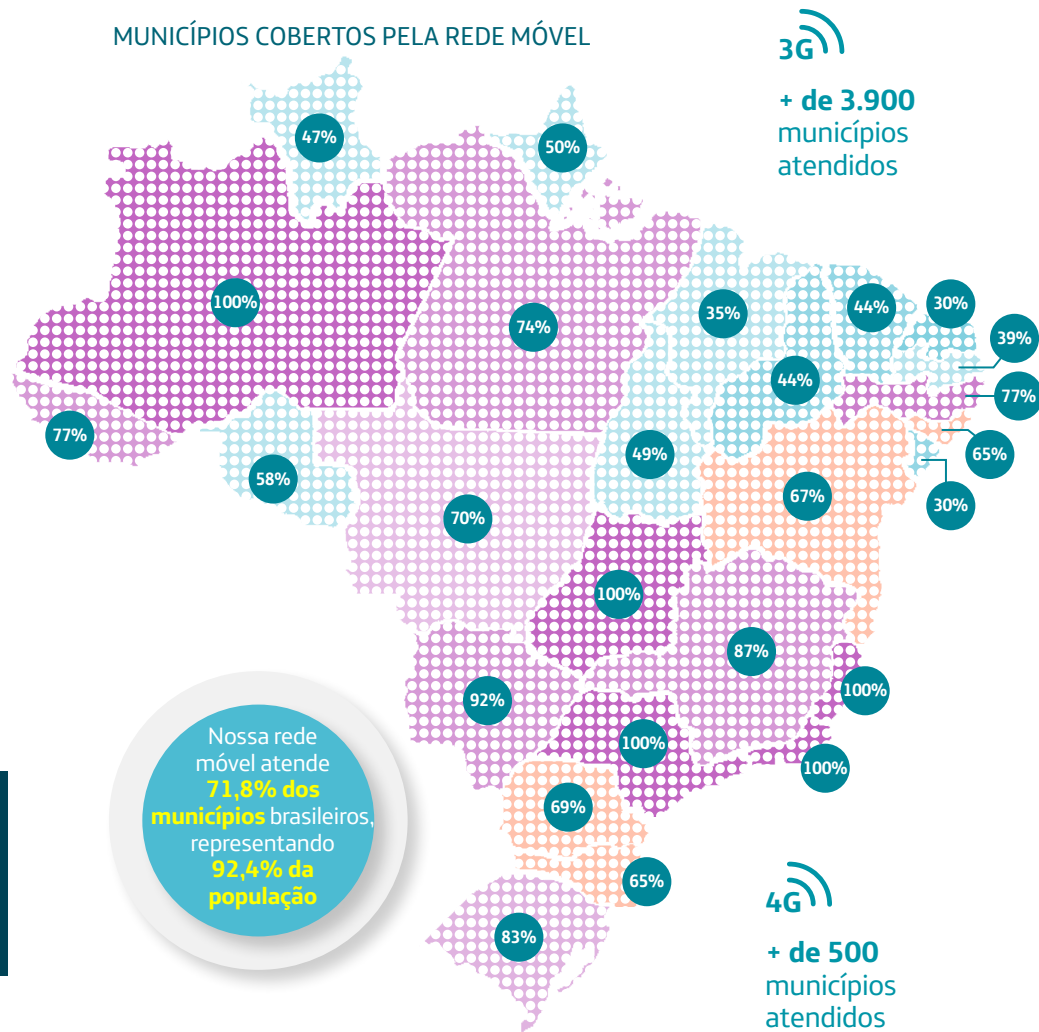 MUNICÍPIOS COBERTOS PELA REDE MÓVEL
3G
+ de 3.900
municípios
atendidos
47%
50%
100%
74%
35%
44%
30%
39%
44%
77%
77%
49%
65%
58%
67%
30%
70%
100%
87%
92%
100%
100%
100%
69%
65%
83%
Nossa rede
móvel atende
71,8% dos
municípios brasileiros,
representando
92,4% da
população
4G
+ de 500
municípios
atendidos